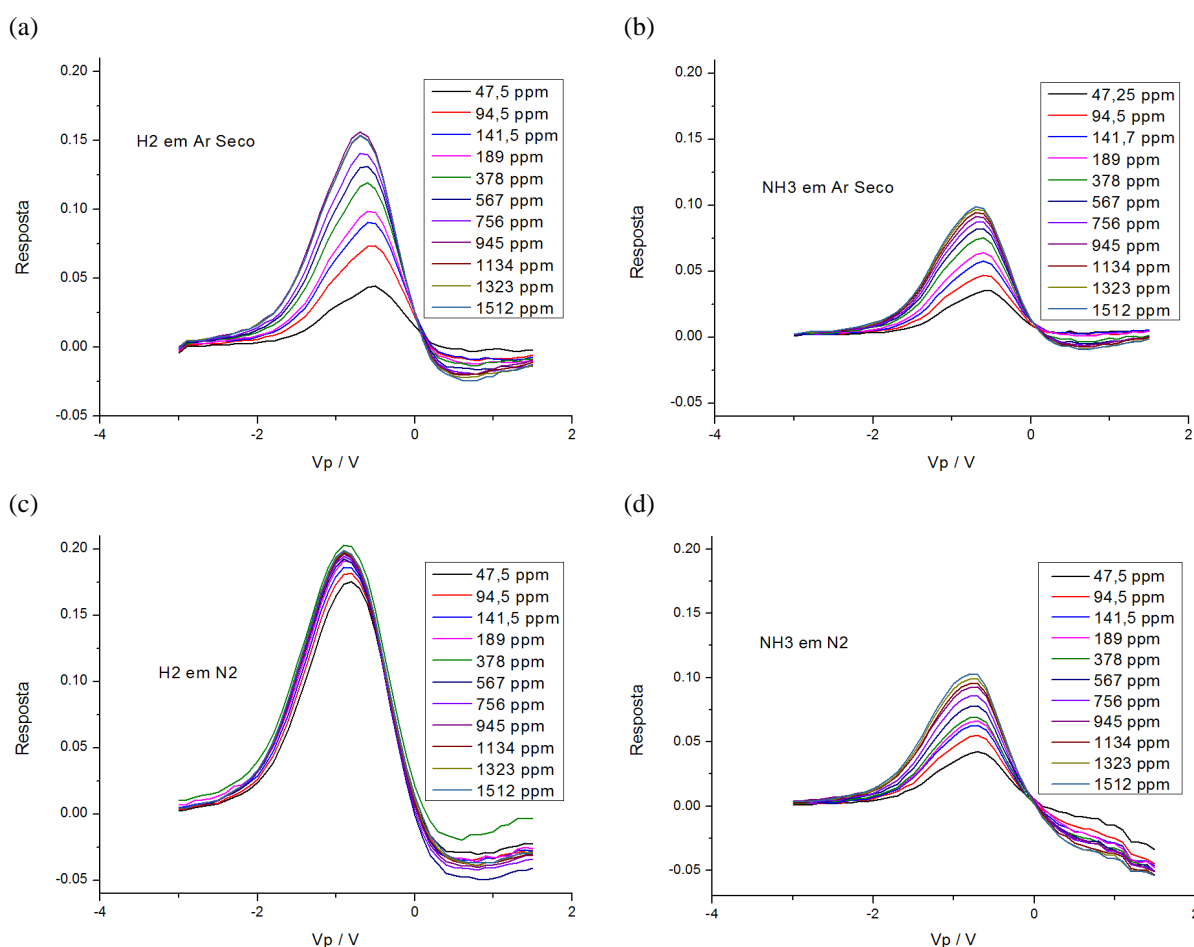 (a)
0.20
0.15
0.10
0.05
0.00
-0.05
-4
-2
0
2
Resposta
Vp / V
H2 em Ar Seco
47,5 ppm
94,5 ppm
141,5 ppm
189 ppm
378 ppm
567 ppm
756 ppm
945 ppm
1134 ppm
1323 ppm
1512 ppm
(b)
0.20
0.15
0.10
0.05
0.00
-0.05
-4
-2
0
2
Resposta
Vp / V
NH3 em Ar Seco
47,25 ppm
94,5 ppm
141,7 ppm
189 ppm
378 ppm
567 ppm
756 ppm
945 ppm
1134 ppm
1323 ppm
1512 ppm
(c)
0.20
0.15
0.10
0.05
0.00
-0.05
-4
-2
0
2
Resposta
Vp / V
H2 em N2
47,5 ppm
94,5 ppm
141,5 ppm
189 ppm
378 ppm
567 ppm
756 ppm
945 ppm
1134 ppm
1323 ppm
1512 ppm
(d)
0.20
0.15
0.10
0.05
0.00
-0.05
-4
-2
0
2
Resposta
Vp / V
NH3 em N2
47,5 ppm
94,5 ppm
141,5 ppm
189 ppm
378 ppm
567 ppm
756 ppm
945 ppm
1134 ppm
1323 ppm
1512 ppm